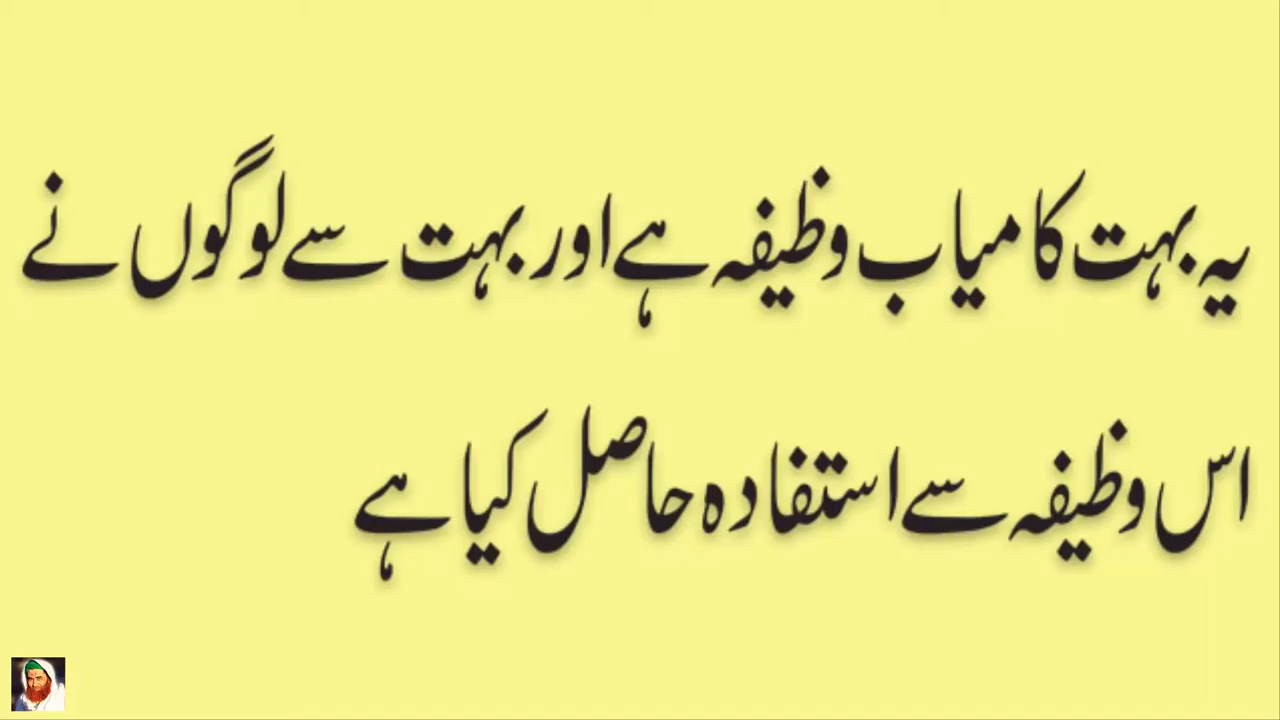 یہ بہت کامیاب وظیفہ ہے اور بہت سے لوگوں نے
اس وظیفہ سے استفادہ حاصل کیا ہے